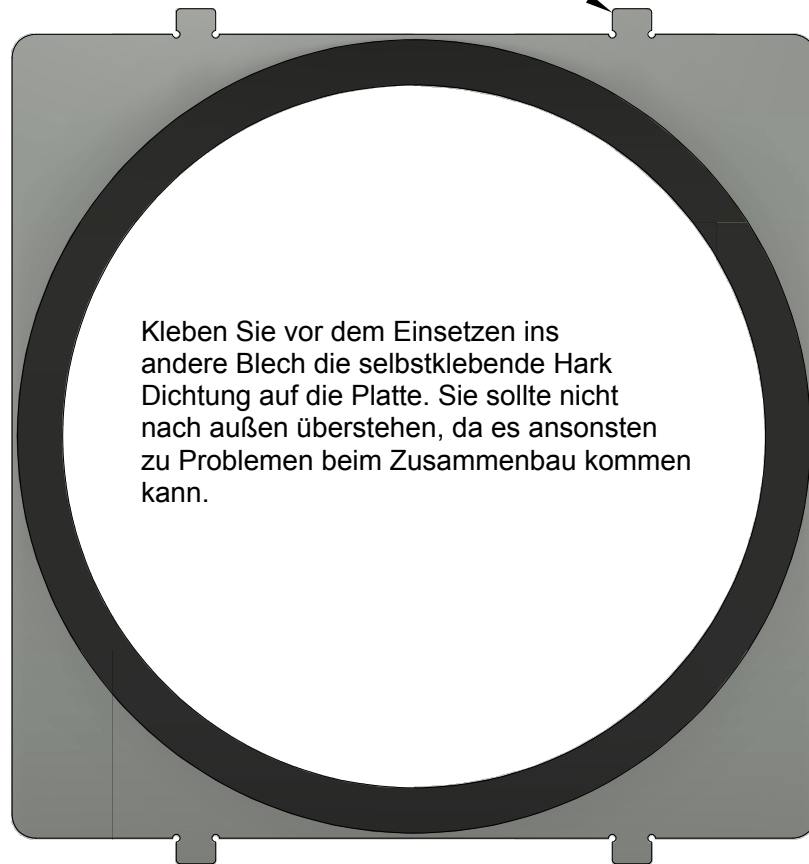 Kleben Sie vor dem Einsetzen ins
andere Blech die selbstklebende Hark
Dichtung auf die Platte. Sie sollte nicht
nach außen überstehen, da es ansonsten
zu Problemen beim Zusammenbau kommen
kann.